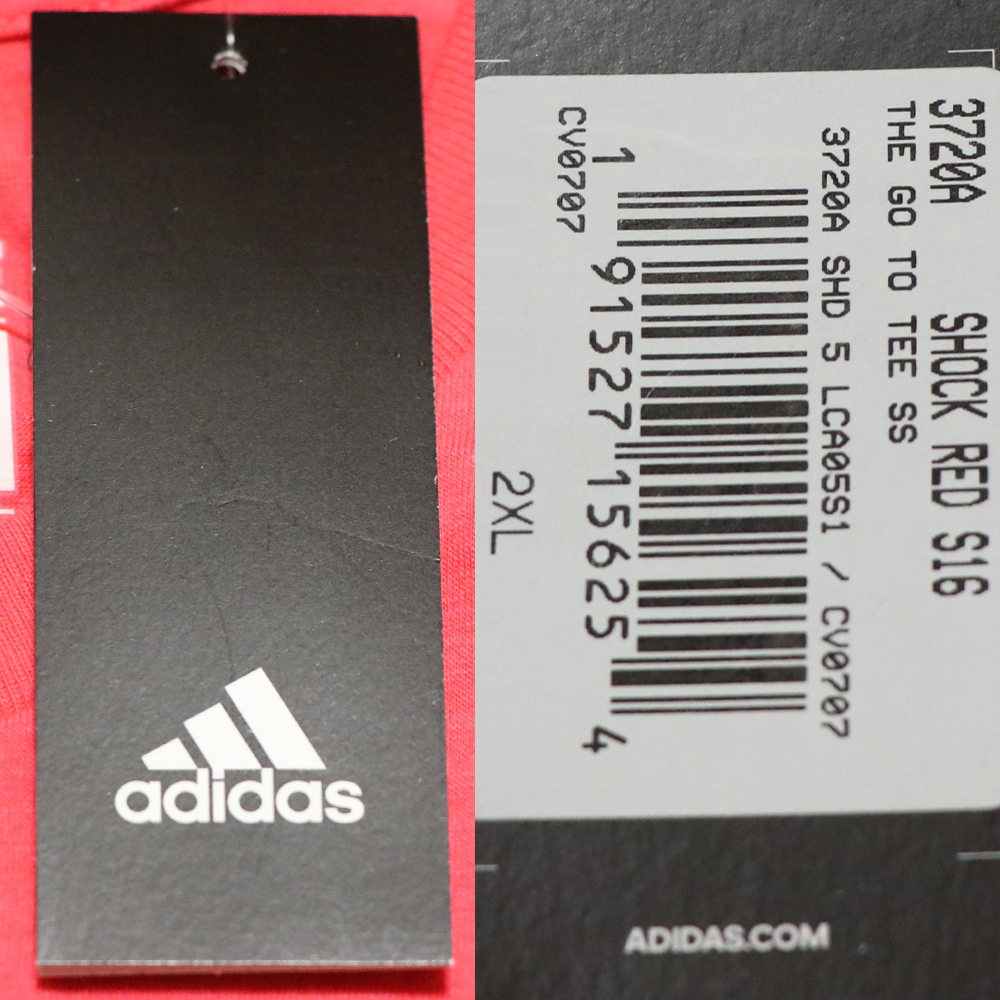 adidas
3720A SHOCK RED S16
THE GO TO TEE SS
3720A SHD 5 LCA05S1 / CV0707
1 91527 15625 4
CV0707
2XL
ADIDAS.COM